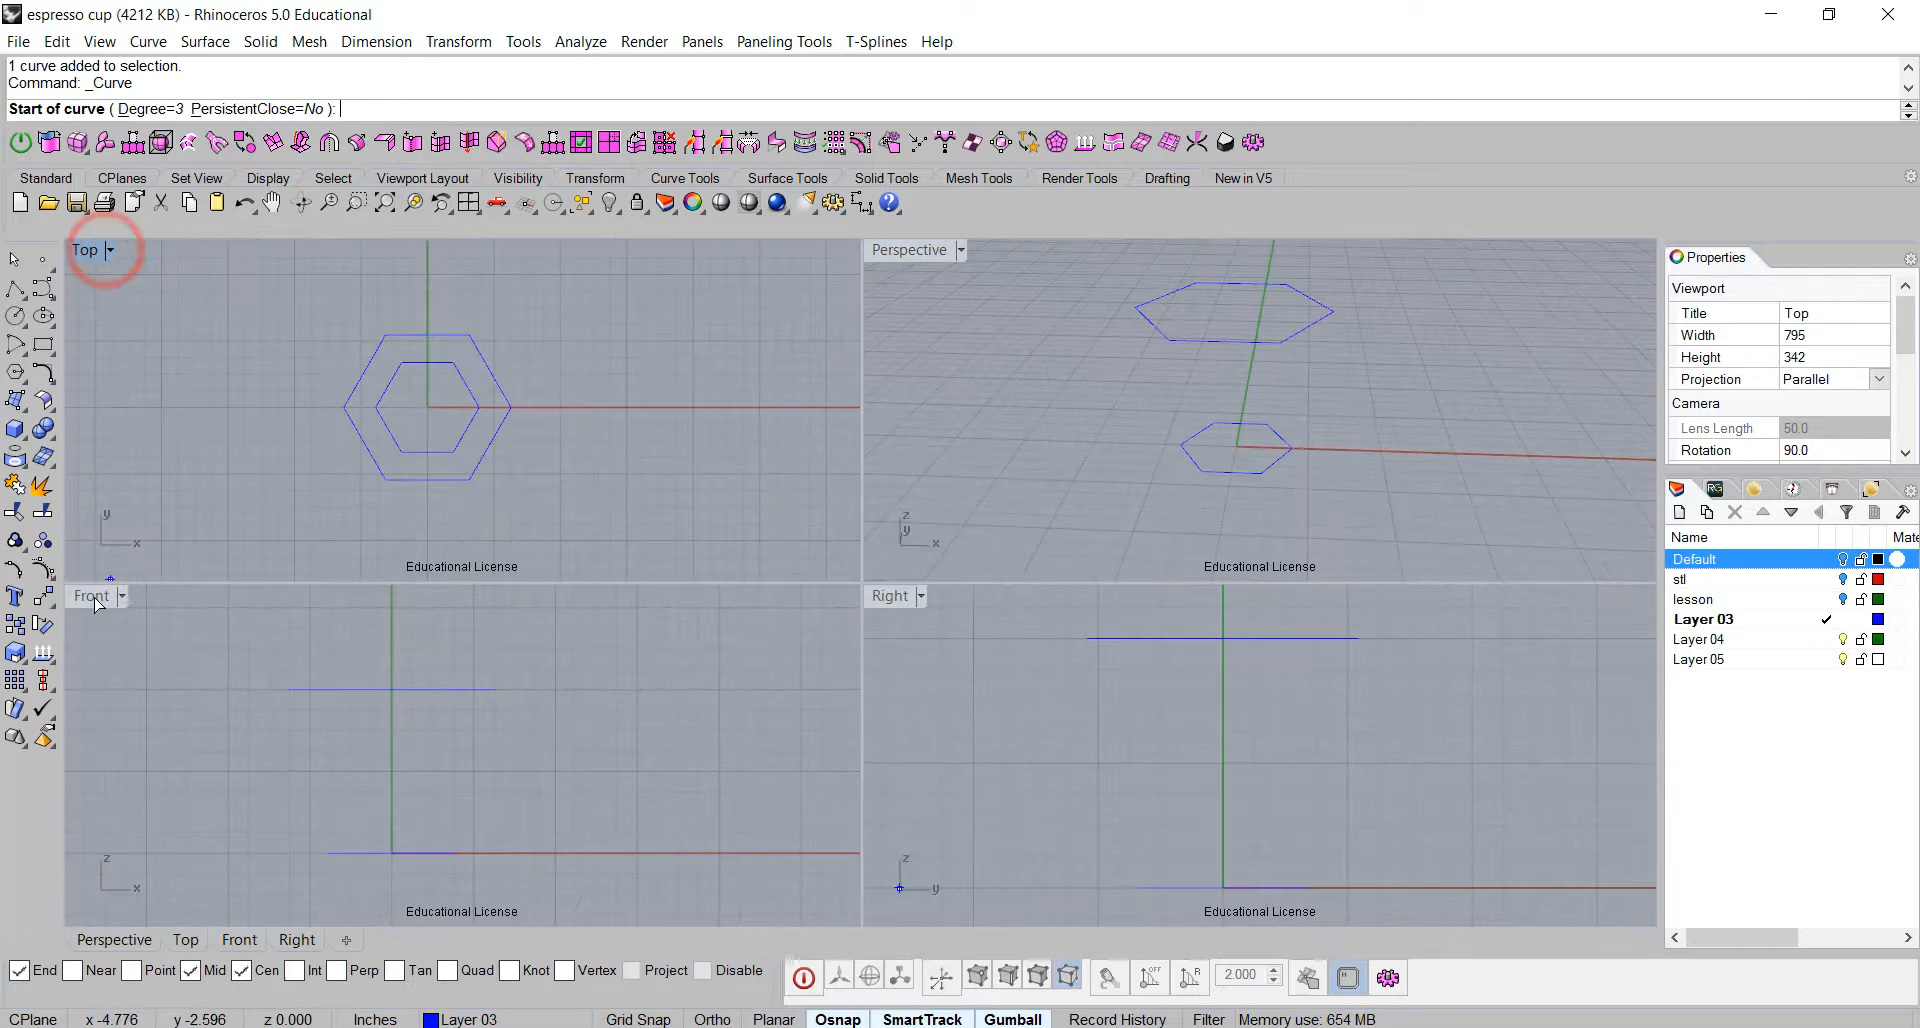 espresso cup (4212 KB) - Rhinoceros 5.0 Educational
File Edit View Curve Surface Solid Mesh Dimension Transform Tools Analyze Render Panels Paneling Tools T-Splines Help
1 curve added to selection.
Command: _Curve
Start of curve ( Degree=3 PersistentClose=No ):
Standard CPlanes Set View Display Select Viewport Layout Visibility Transform Curve Tools Surface Tools Solid Tools Mesh Tools Render Tools Drafting New in V5
Top
Perspective
y
x
Educational License
z
y
x
Educational License
Front
Right
z
x
Educational License
z
y
Educational License
Properties
Viewport
Title Top
Width 795
Height 342
Projection Parallel
Camera
Lens Length 50.0
Rotation 90.0
Name Mate
Default
stl
lesson
Layer 03
Layer 04
Layer 05
Perspective Top Front Right
End Near Point Mid Cen Int Perp Tan Quad Knot Vertex Project Disable
2.000
CPlane x -4.776 y -2.596 z 0.000 Inches Layer 03 Grid Snap Ortho Planar Osnap SmartTrack Gumball Record History Filter Memory use: 654 MB